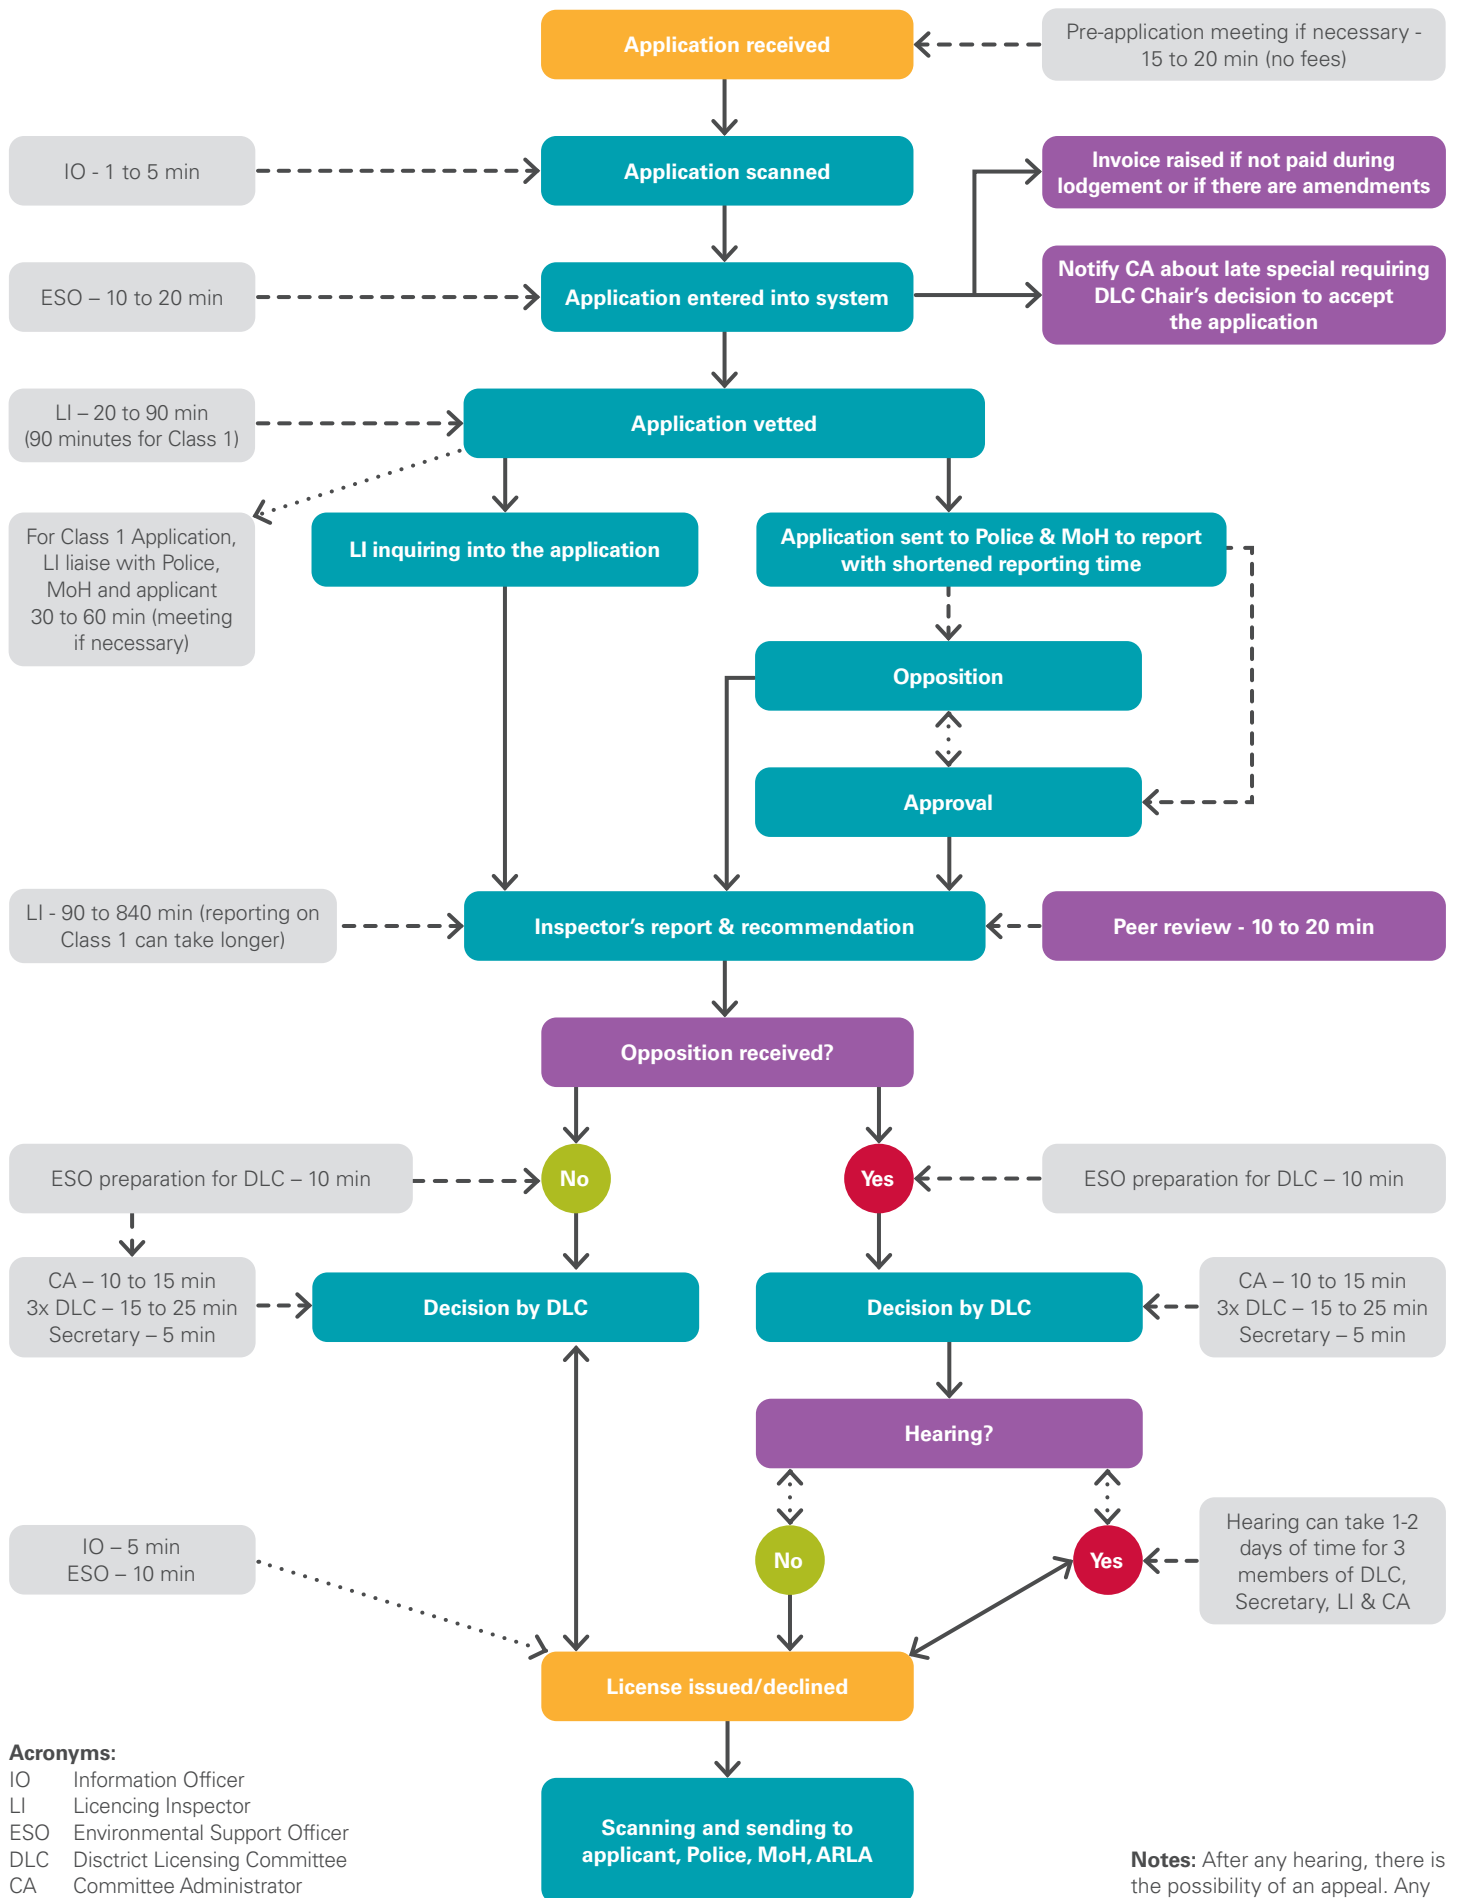 Application received
Pre-application meeting if necessary -
15 to 20 min (no fees)
IO - 1 to 5 min
Application scanned
Invoice raised if not paid during
lodgement or if there are amendments
ESO – 10 to 20 min
Application entered into system
Notify CA about late special requiring
DLC Chair's decision to accept
the application
LI – 20 to 90 min
(90 minutes for Class 1)
Application vetted
For Class 1 Application,
LI liaise with Police,
MoH and applicant
30 to 60 min (meeting
if necessary)
LI inquiring into the application
Application sent to Police & MoH to report
with shortened reporting time
Opposition
Approval
LI - 90 to 840 min (reporting on
Class 1 can take longer)
Inspector's report & recommendation
Peer review - 10 to 20 min
Opposition received?
ESO preparation for DLC – 10 min
No
Yes
ESO preparation for DLC – 10 min
CA – 10 to 15 min
3x DLC – 15 to 25 min
Secretary – 5 min
Decision by DLC
Decision by DLC
CA – 10 to 15 min
3x DLC – 15 to 25 min
Secretary – 5 min
Hearing?
IO – 5 min
ESO – 10 min
No
Yes
Hearing can take 1-2
days of time for 3
members of DLC,
Secretary, LI & CA
License issued/declined
Acronyms:
IO Information Officer
LI Licencing Inspector
ESO Environmental Support Officer
DLC Disctrict Licensing Committee
CA Committee Administrator
Scanning and sending to
applicant, Police, MoH, ARLA
Notes: After any hearing, there is
the possibility of an appeal. Any